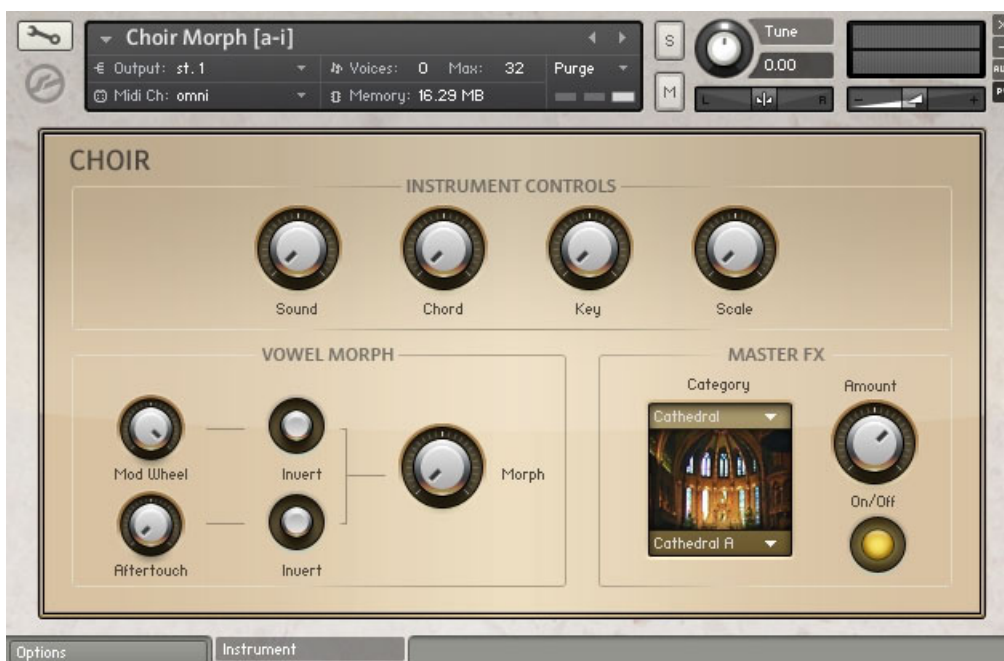 Choir Morph [a-i]
Output: st.1
Voices: 0 Max: 32
Purge
Midi Ch: omni
Memory: 16.29 MB
S
M
Tune
0.00
L
R
CHOIR
INSTRUMENT CONTROLS
Sound
Chord
Key
Scale
VOWEL MORPH
Mod Wheel
Invert
Aftertouch
Invert
Morph
MASTER FX
Category
Cathedral
Cathedral A
Amount
On/Off
Options
Instrument